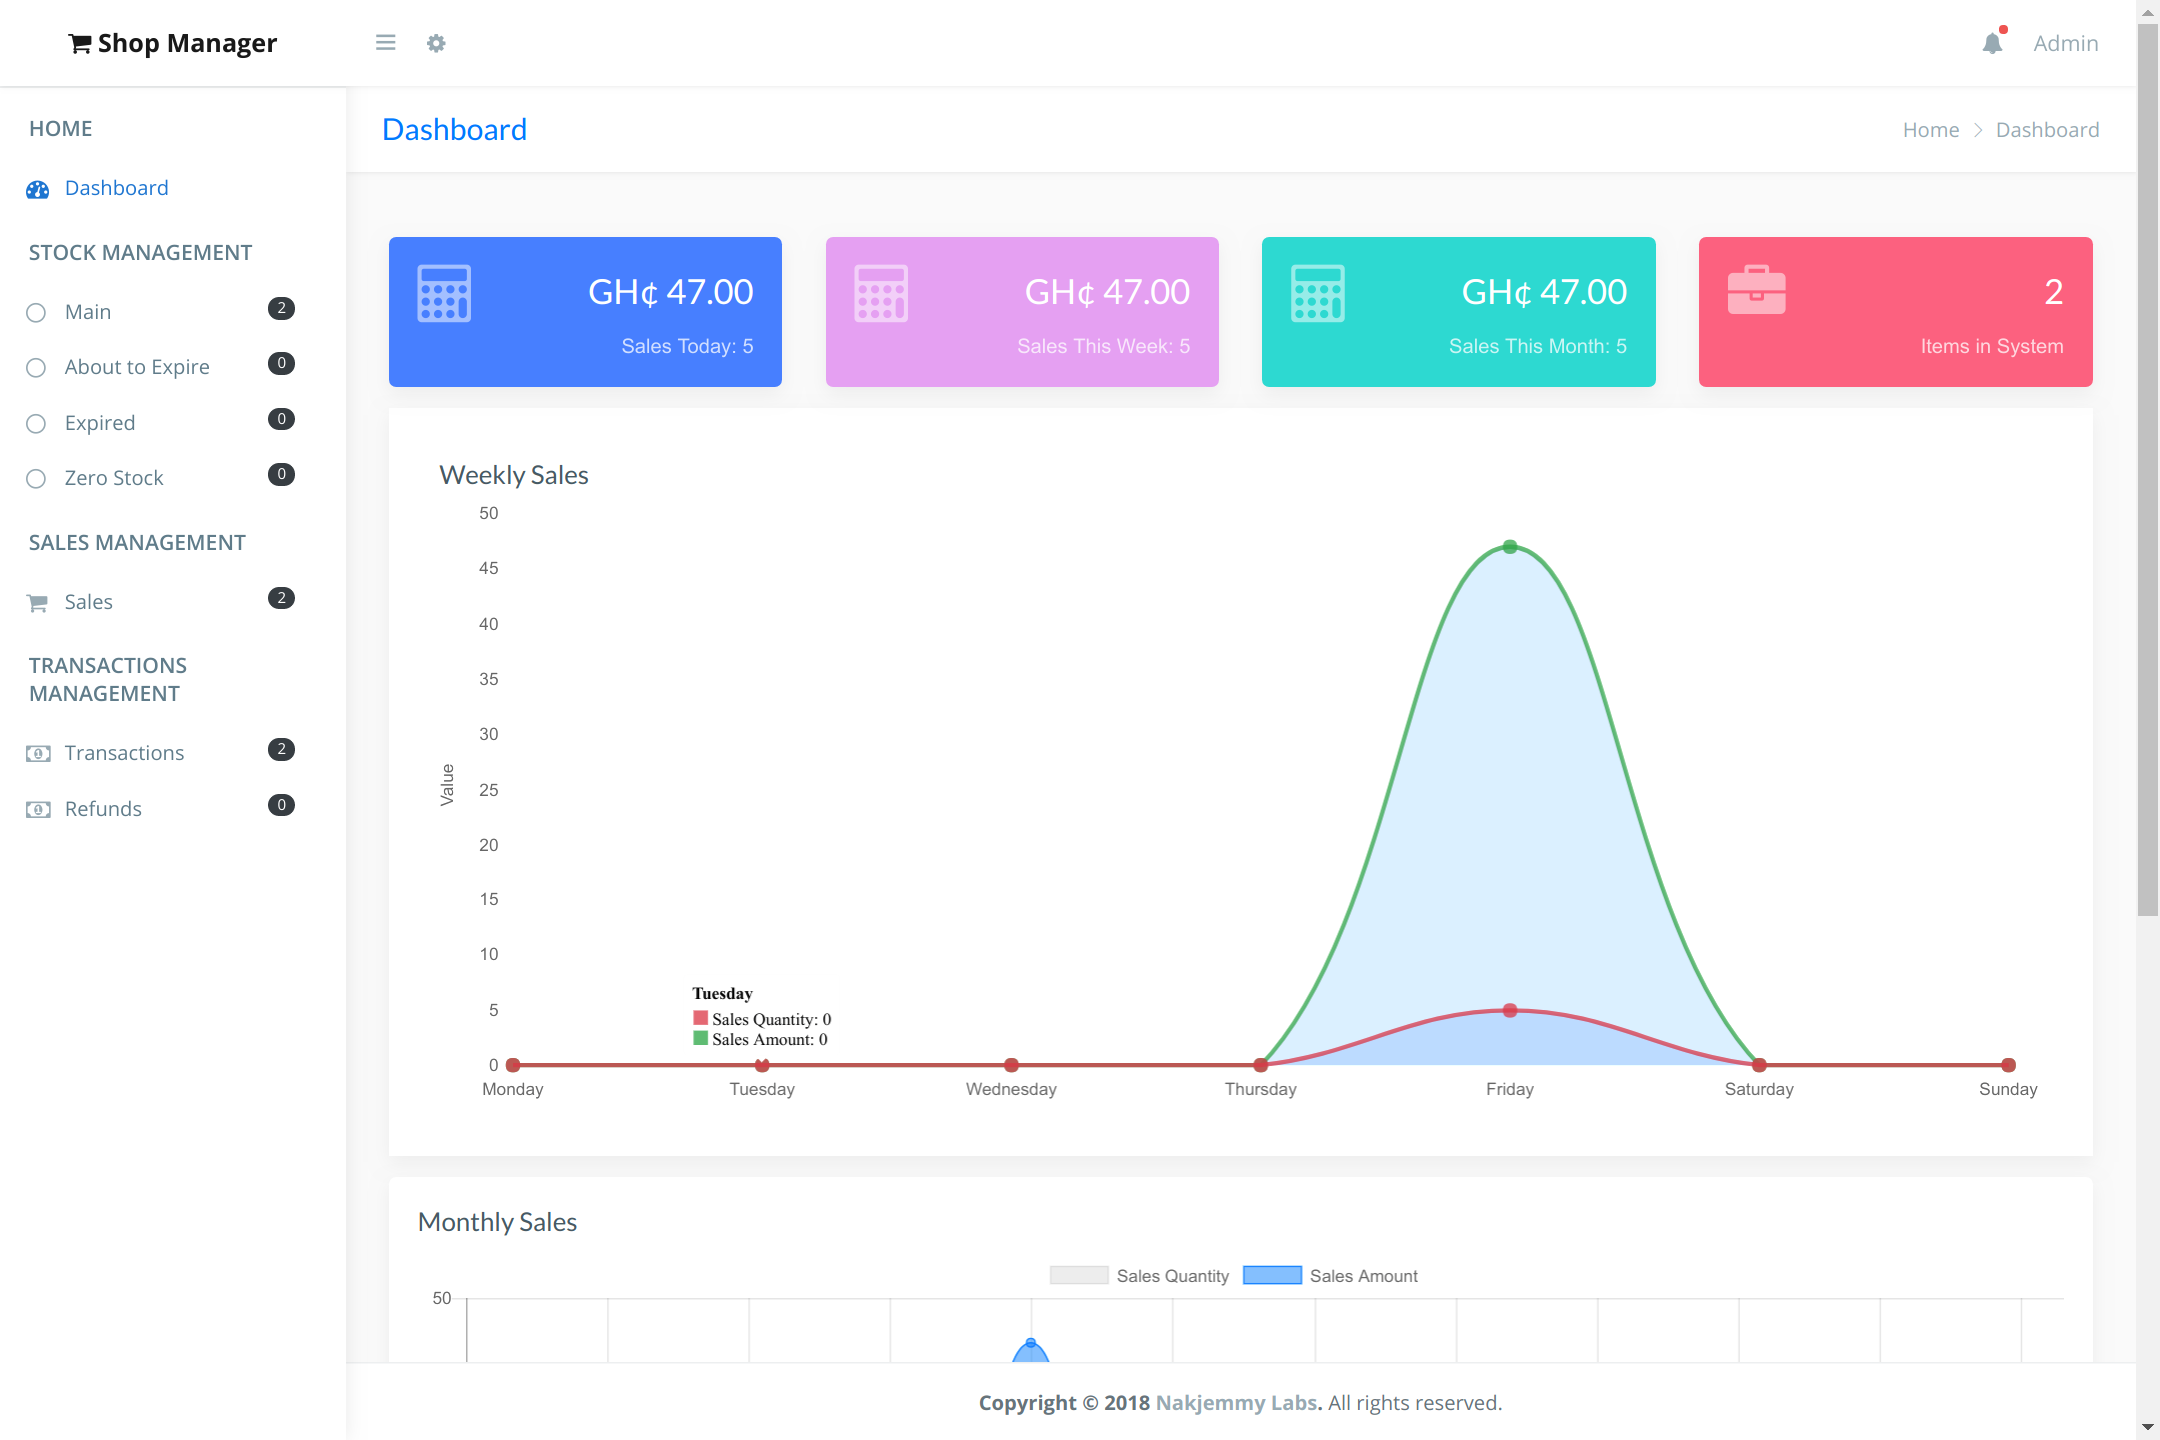 Shop Manager
Admin
HOME
Dashboard
STOCK MANAGEMENT
Main 2
About to Expire 0
Expired 0
Zero Stock 0
SALES MANAGEMENT
Sales 2
TRANSACTIONS
MANAGEMENT
Transactions 2
Refunds 0
Dashboard
Home > Dashboard
GH¢ 47.00
Sales Today: 5
GH¢ 47.00
Sales This Week: 5
GH¢ 47.00
Sales This Month: 5
2
Items in System
Weekly Sales
50
45
40
35
30
25
20
15
10
5
0
Value
Tuesday
Sales Quantity: 0
Sales Amount: 0
Monday Tuesday Wednesday Thursday Friday Saturday Sunday
Monthly Sales
Sales Quantity Sales Amount
50
Copyright © 2018 Nakjemmy Labs. All rights reserved.